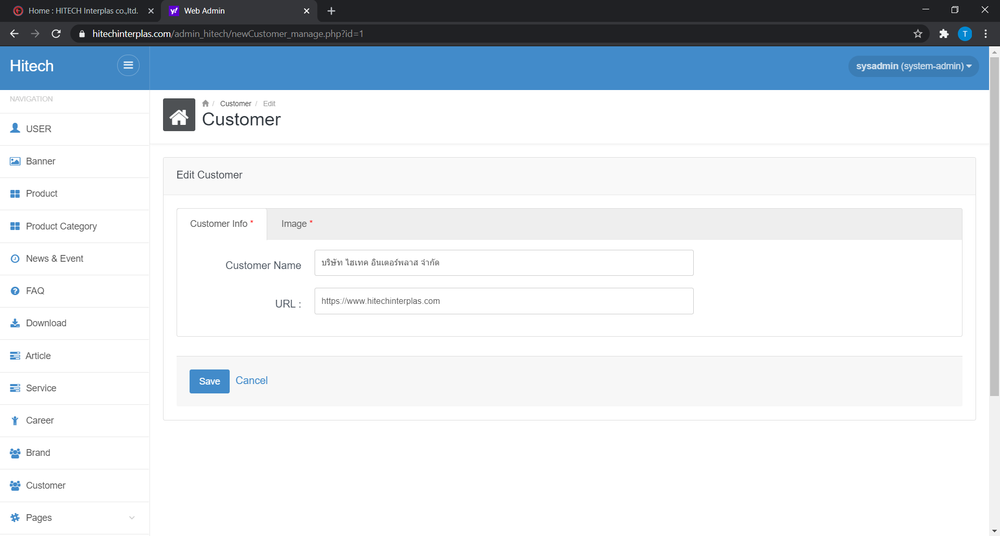 Home : HITECH Interplas co.,ltd.
Web Admin
hitechinterplas.com/admin_hitech/newCustomer_manage.php?id=1
T
Hitech
sysadmin (system-admin)
NAVIGATION
USER
Banner
Product
Product Category
News & Event
FAQ
Download
Article
Service
Career
Brand
Customer
Pages
/ Customer / Edit
Customer
Edit Customer
Customer Info *
Image *
Customer Name
บริษัท ไฮเทค อินเตอร์พลาส จำกัด
URL :
https://www.hitechinterplas.com
Save
Cancel